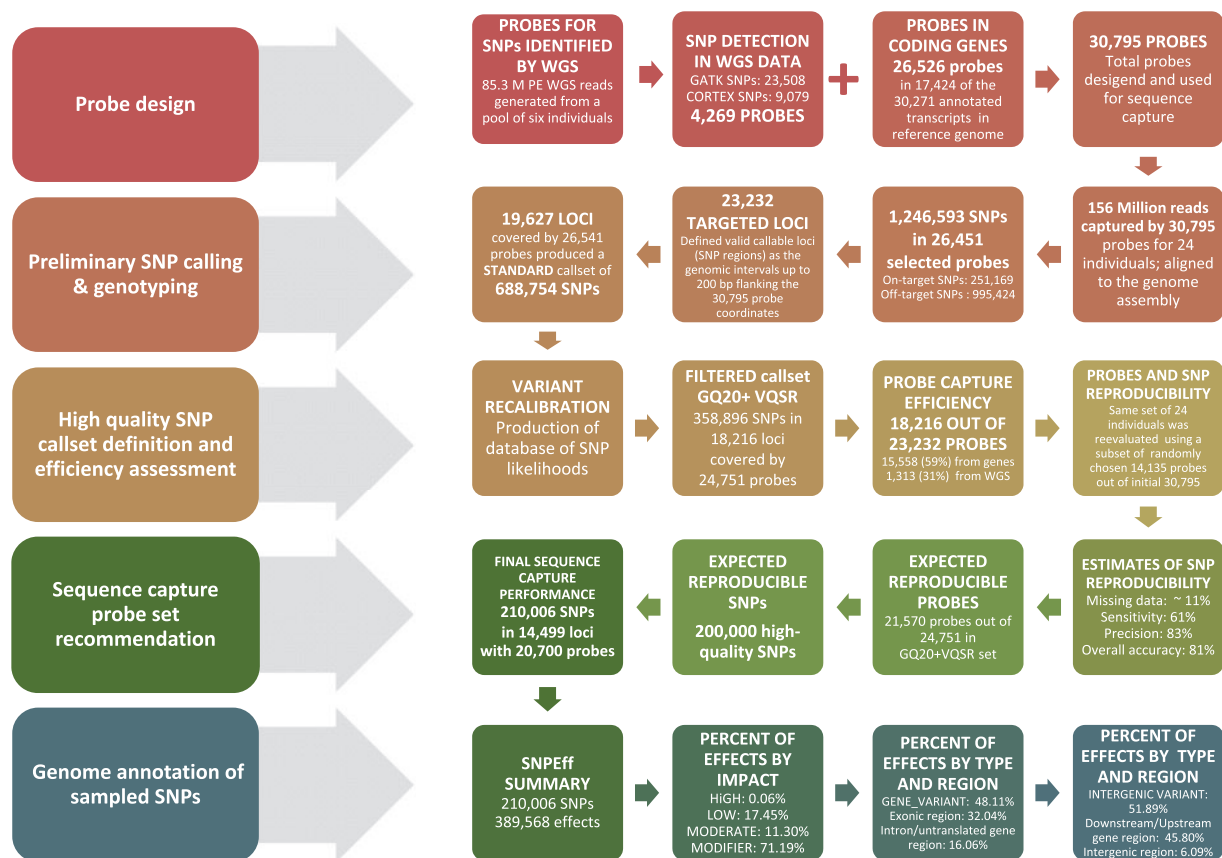 Probe design
PROBES FOR
SNPs IDENTIFIED
BY WGS
85.3 M PE WGS reads
generated from a
pool of six individuals
SNP DETECTION
IN WGS DATA
GATK SNPs: 23,508
CORTEX SNPs: 9,079
4,269 PROBES
+
PROBES IN
CODING GENES
26,526 probes
in 17,424 of the
30,271 annotated
transcripts in
reference genome
30,795 PROBES
Total probes
desigend and used
for sequence
capture
Preliminary SNP calling
& genotyping
19,627 LOCI
covered by 26,541
probes produced a
STANDARD callset of
688,754 SNPs
23,232
TARGETED LOCI
Defined valid callable loci
(SNP regions) as the
genomic intervals up to
200 bp flanking the
30,795 probe
coordinates
1,246,593 SNPs
in 26,451
selected probes
On-target SNPs: 251,169
Off-target SNPs : 995,424
156 Million reads
captured by 30,795
probes for 24
individuals; aligned
to the genome
assembly
High quality SNP
callset definition and
efficiency assessment
VARIANT
RECALIBRATION
Production of
database of SNP
likelihoods
FILTERED callset
GQ20+ VQSR
358,896 SNPs in
18,216 loci
covered by
24,751 probes
PROBE CAPTURE
EFFICIENCY
18,216 OUT OF
23,232 PROBES
15,558 (59%) from genes
1,313 (31%) from WGS
PROBES AND SNP
REPRODUCIBILITY
Same set of 24
individuals was
reevaluated using a
subset of randomly
chosen 14,135 probes
out of initial 30,795
Sequence capture
probe set
recommendation
FINAL SEQUENCE
CAPTURE
PERFORMANCE
210,006 SNPs
in 14,499 loci
with 20,700 probes
EXPECTED
REPRODUCIBLE
SNPs
200,000 high-
quality SNPs
EXPECTED
REPRODUCIBLE
PROBES
21,570 probes out of
24,751 in
GQ20+VQSR set
ESTIMATES OF SNP
REPRODUCIBILITY
Missing data: ~ 11%
Sensitivity: 61%
Precision: 83%
Overall accuracy: 81%
Genome annotation of
sampled SNPs
SNPEff
SUMMARY
210,006 SNPs
389,568 effects
PERCENT OF
EFFECTS BY
IMPACT
HiGH: 0.06%
LOW: 17.45%
MODERATE: 11.30%
MODIFIER: 71.19%
PERCENT OF
EFFECTS BY TYPE
AND REGION
GENE_VARIANT: 48.11%
Exonic region: 32.04%
Intron/untranslated gene
region: 16.06%
PERCENT OF
EFFECTS BY TYPE
AND REGION
INTERGENIC VARIANT:
51.89%
Downstream/Upstream
gene region: 45.80%
Intergenic region: 6.09%